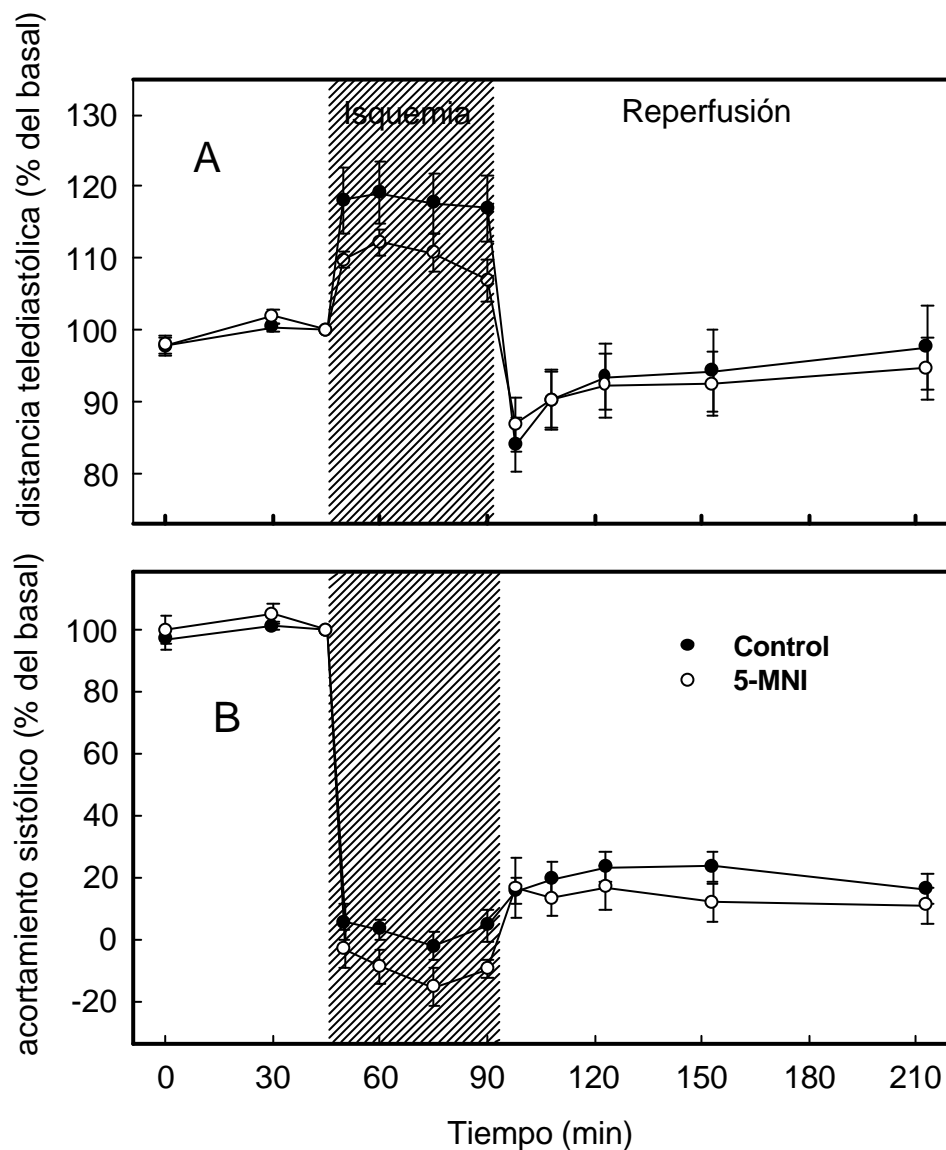 distancia telediastólica (% del basal)
130
120
110
100
90
80
A
Isquemia
Reperfusión
acortamiento sistólico (% del basal)
100
80
60
40
20
0
-20
B
Control
5-MNI
0 30 60 90 120 150 180 210
Tiempo (min)